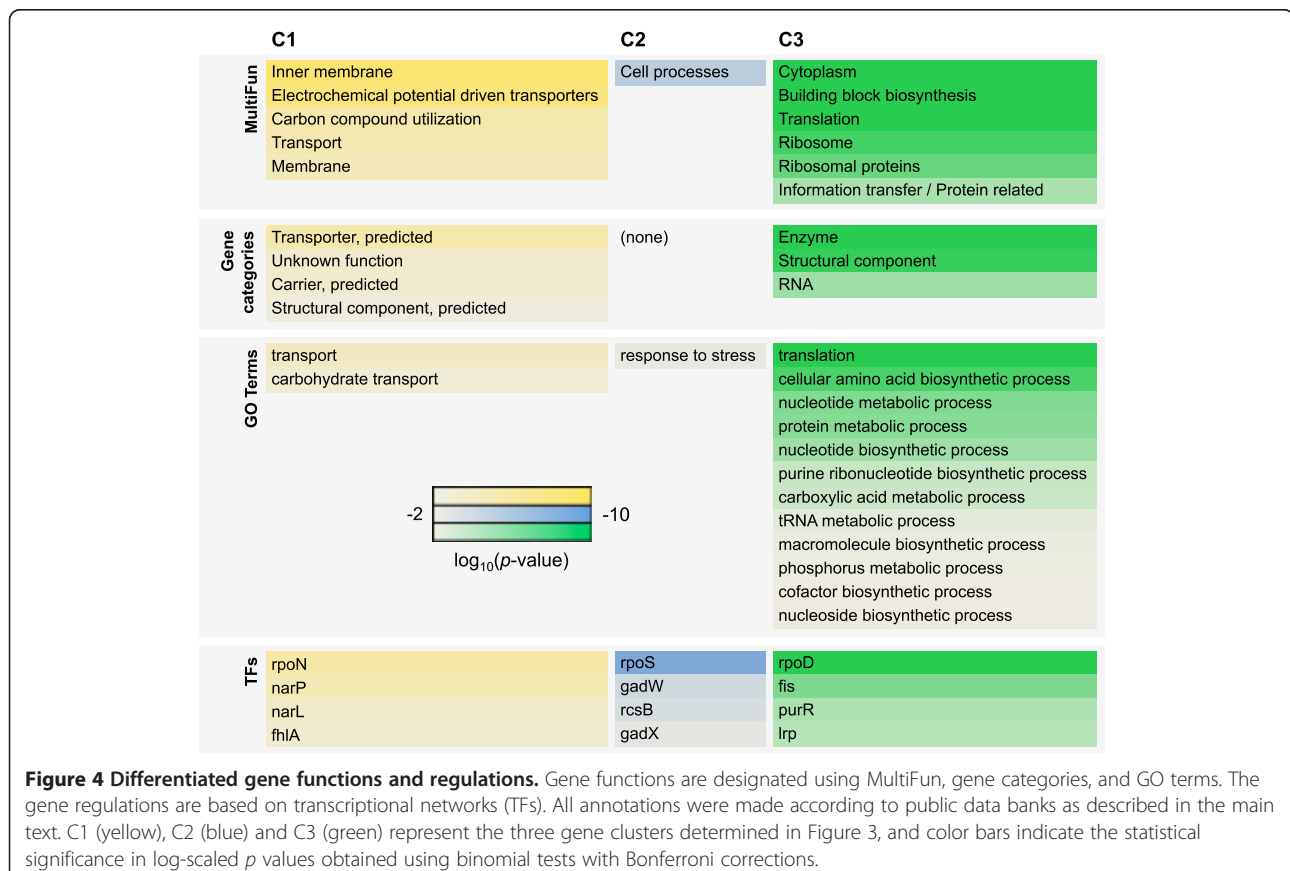 C1 C2 C3
MultiFun
Inner membrane Cell processes Cytoplasm
Electrochemical potential driven transporters Building block biosynthesis
Carbon compound utilization Translation
Transport Ribosome
Membrane Ribosomal proteins
Information transfer / Protein related
Gene
categories
Transporter, predicted (none) Enzyme
Unknown function Structural component
Carrier, predicted RNA
Structural component, predicted
GO Terms
transport response to stress translation
carbohydrate transport cellular amino acid biosynthetic process
nucleotide metabolic process
protein metabolic process
nucleotide biosynthetic process
purine ribonucleotide biosynthetic process
carboxylic acid metabolic process
tRNA metabolic process
macromolecule biosynthetic process
phosphorus metabolic process
cofactor biosynthetic process
nucleoside biosynthetic process
-2 -10
log10(p-value)
TFs
rpoN rpoS rpoD
narP gadW fis
narL rcsB purR
fhlA gadX lrp
Figure 4 Differentiated gene functions and regulations. Gene functions are designated using MultiFun, gene categories, and GO terms. The
gene regulations are based on transcriptional networks (TFs). All annotations were made according to public data banks as described in the main
text. C1 (yellow), C2 (blue) and C3 (green) represent the three gene clusters determined in Figure 3, and color bars indicate the statistical
significance in log-scaled p values obtained using binomial tests with Bonferroni corrections.